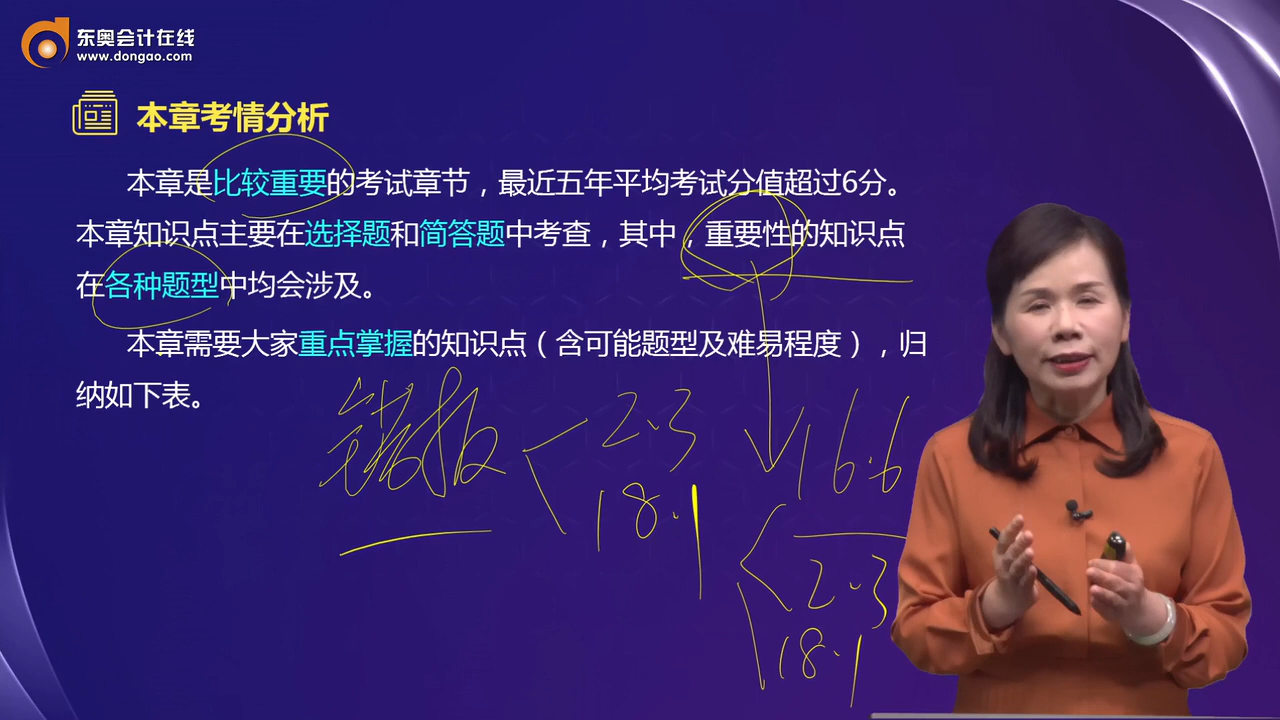 东奥会计在线
www.dongao.com
本章考情分析
本章是比较重要的考试章节，最近五年平均考试分值超过6分。
本章知识点主要在选择题和简答题中考查，其中，重要性的知识点
在各种题型中均会涉及。
本章需要大家重点掌握的知识点（含可能题型及难易程度），归
纳如下表。
错报
2.3
18.1
16.6
2.3
18.1